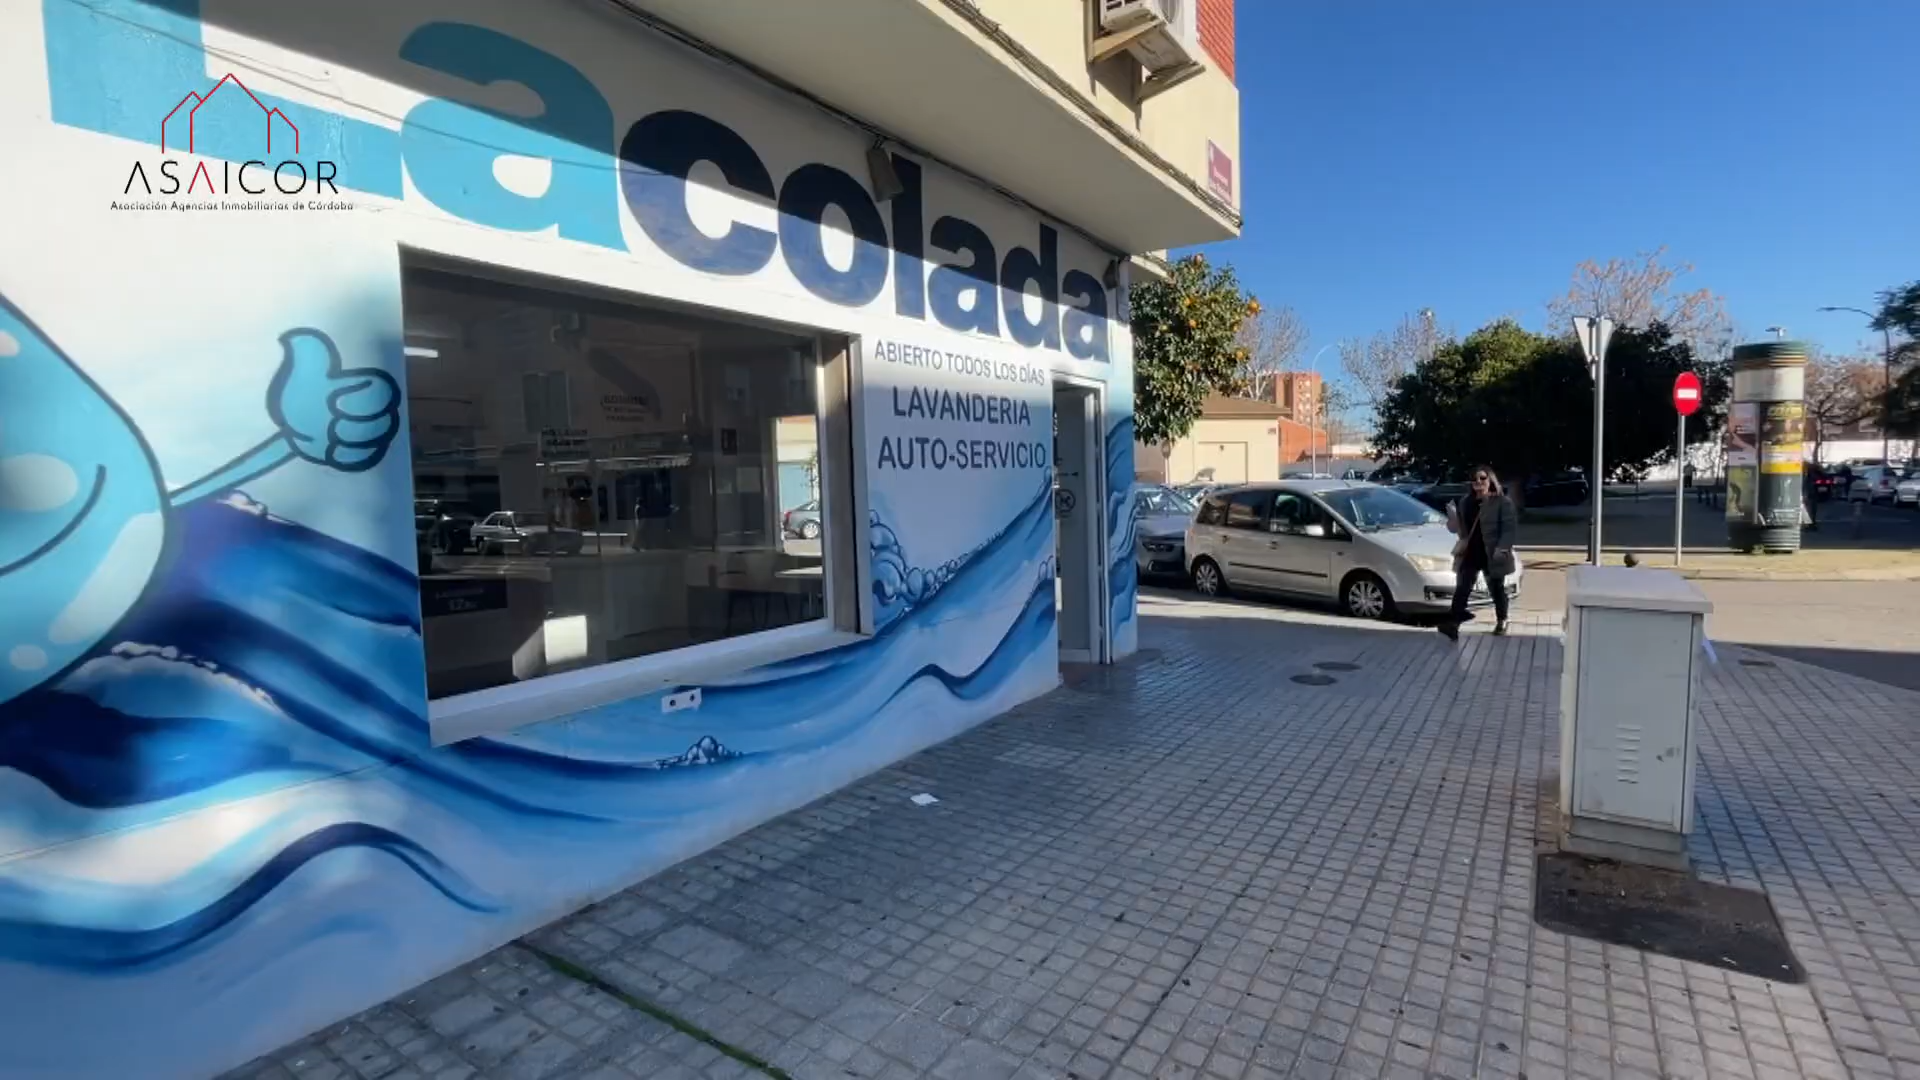 Lacolada
ASAICOR
Asociación Agencias Inmobiliarias de Córdoba
ABIERTO TODOS LOS DÍAS
LAVANDERIA
AUTO-SERVICIO